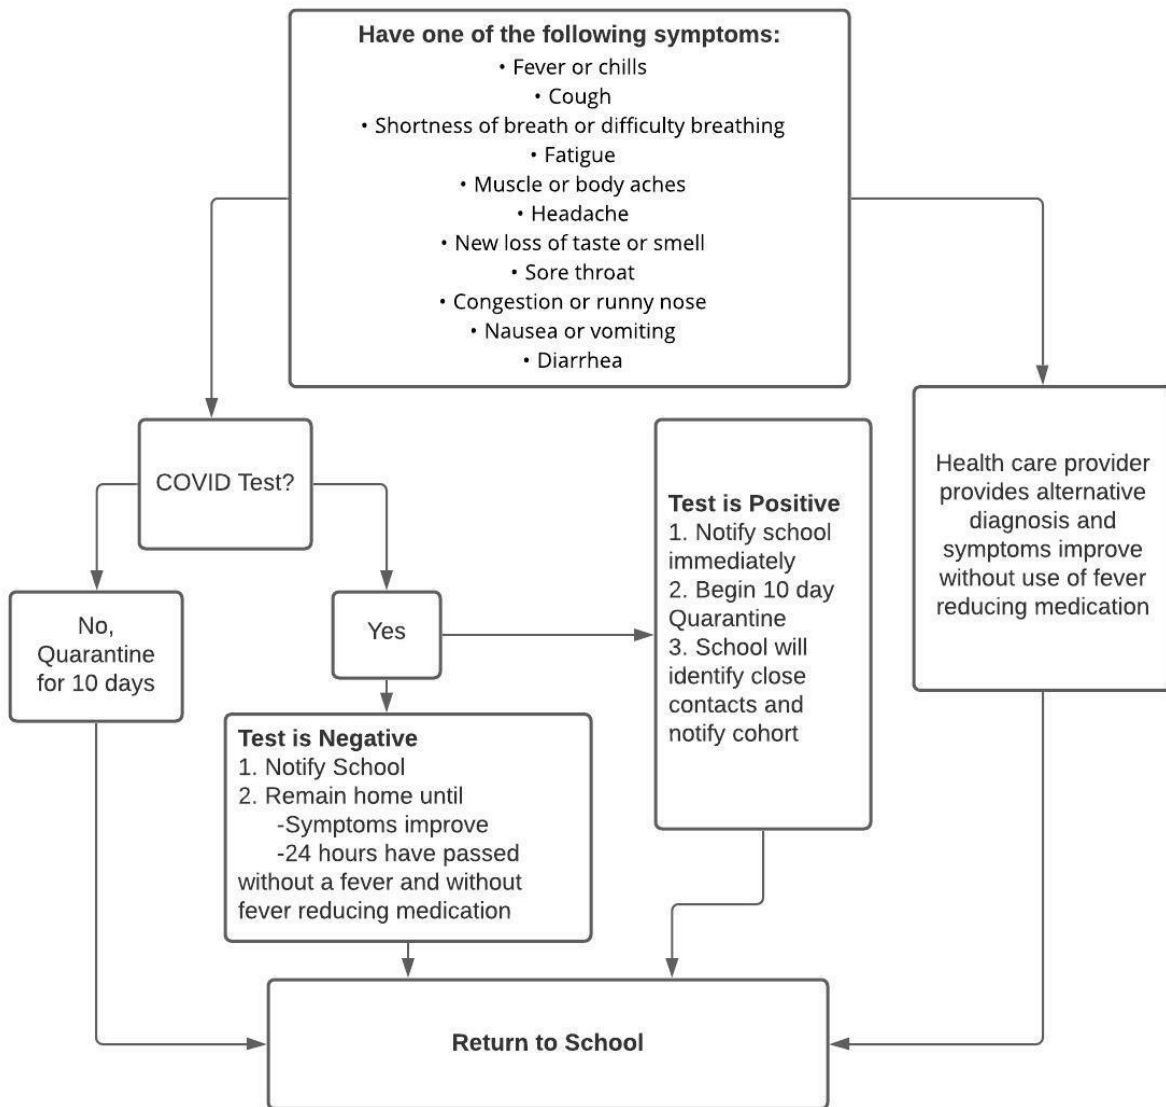 Have one of the following symptoms:
• Fever or chills
• Cough
• Shortness of breath or difficulty breathing
• Fatigue
• Muscle or body aches
• Headache
• New loss of taste or smell
• Sore throat
• Congestion or runny nose
• Nausea or vomiting
• Diarrhea
COVID Test?
No,
Quarantine
for 10 days
Yes
Test is Negative
1. Notify School
2. Remain home until
-Symptoms improve
-24 hours have passed
without a fever and without
fever reducing medication
Test is Positive
1. Notify school
immediately
2. Begin 10 day
Quarantine
3. School will
identify close
contacts and
notify cohort
Health care provider
provides alternative
diagnosis and
symptoms improve
without use of fever
reducing medication
Return to School